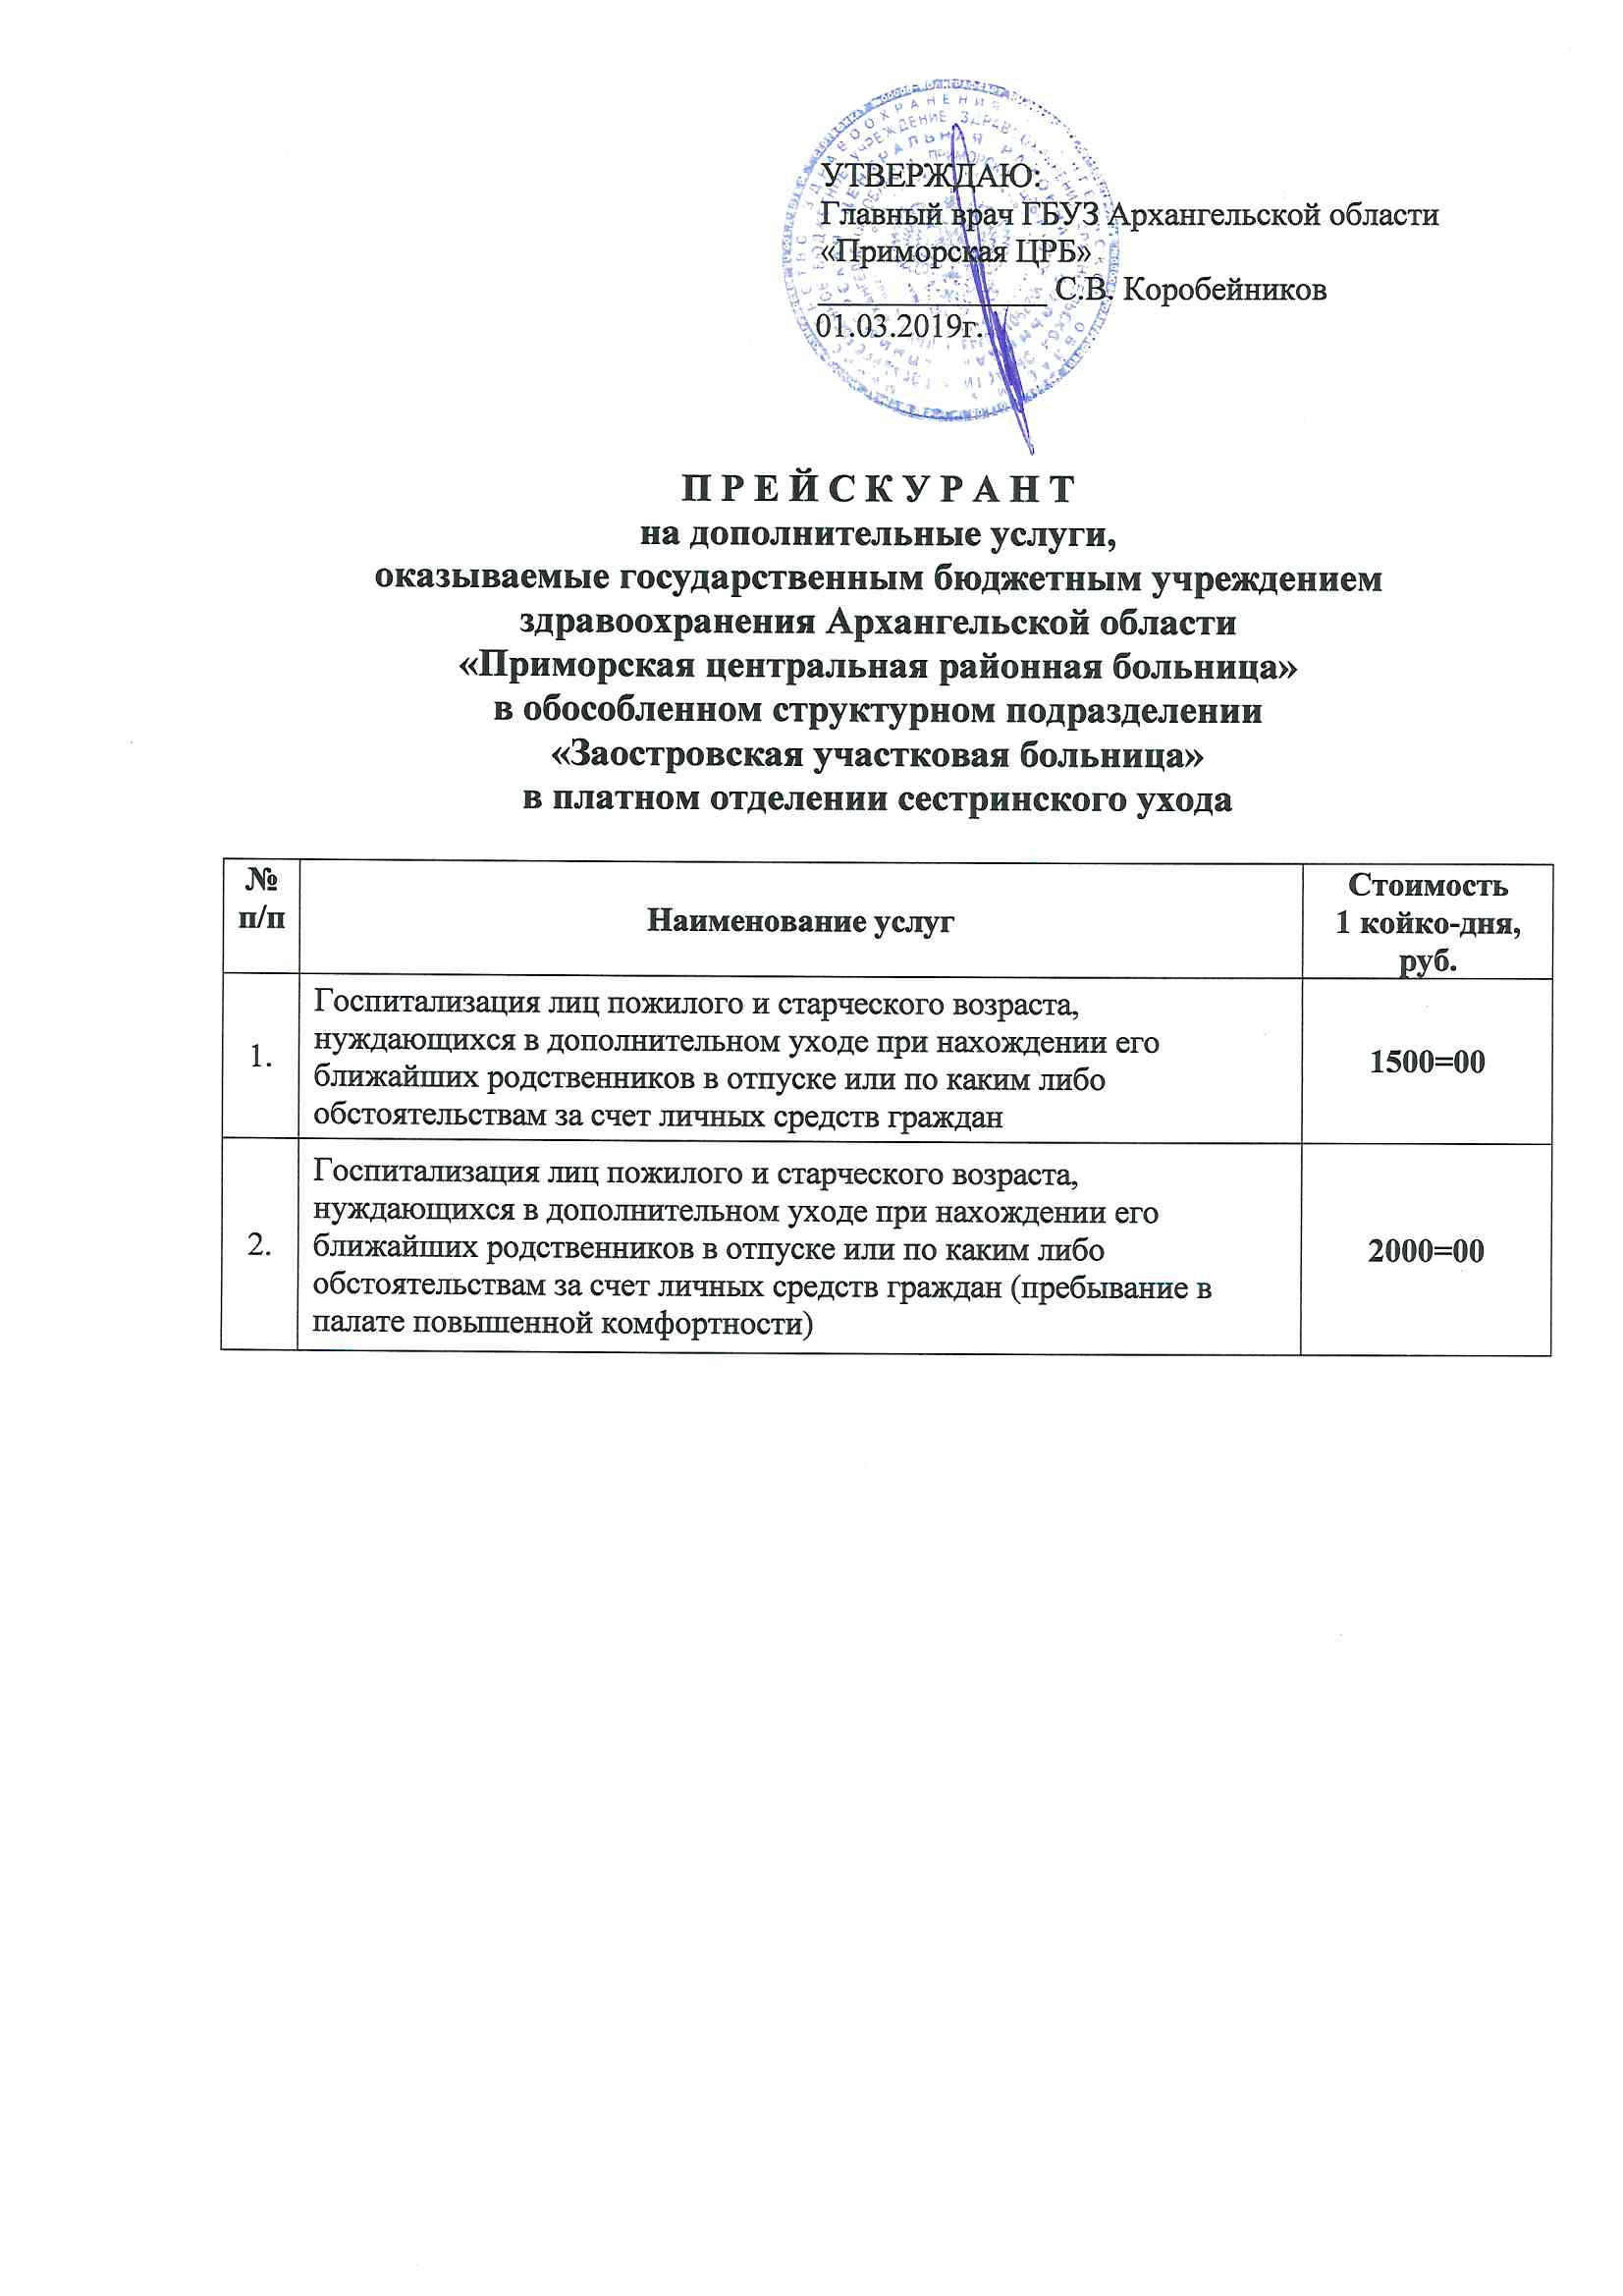 УТВЕРЖДАЮ:
Главный врач ГБУЗ Архангельской области
«Приморская ЦРБ»
______________ С.В. Коробейников
01.03.2019г.
П Р Е Й С К У Р А Н Т
на дополнительные услуги,
оказываемые государственным бюджетным учреждением
здравоохранения Архангельской области
«Приморская центральная районная больница»
в обособленном структурном подразделении
«Заостровская участковая больница»
в платном отделении сестринского ухода
№
п/п
Наименование услуг
Стоимость
1 койко-дня,
руб.
1.
Госпитализация лиц пожилого и старческого возраста,
нуждающихся в дополнительном уходе при нахождении его
ближайших родственников в отпуске или по каким либо
обстоятельствам за счет личных средств граждан
1500=00
2.
Госпитализация лиц пожилого и старческого возраста,
нуждающихся в дополнительном уходе при нахождении его
ближайших родственников в отпуске или по каким либо
обстоятельствам за счет личных средств граждан (пребывание в
палате повышенной комфортности)
2000=00